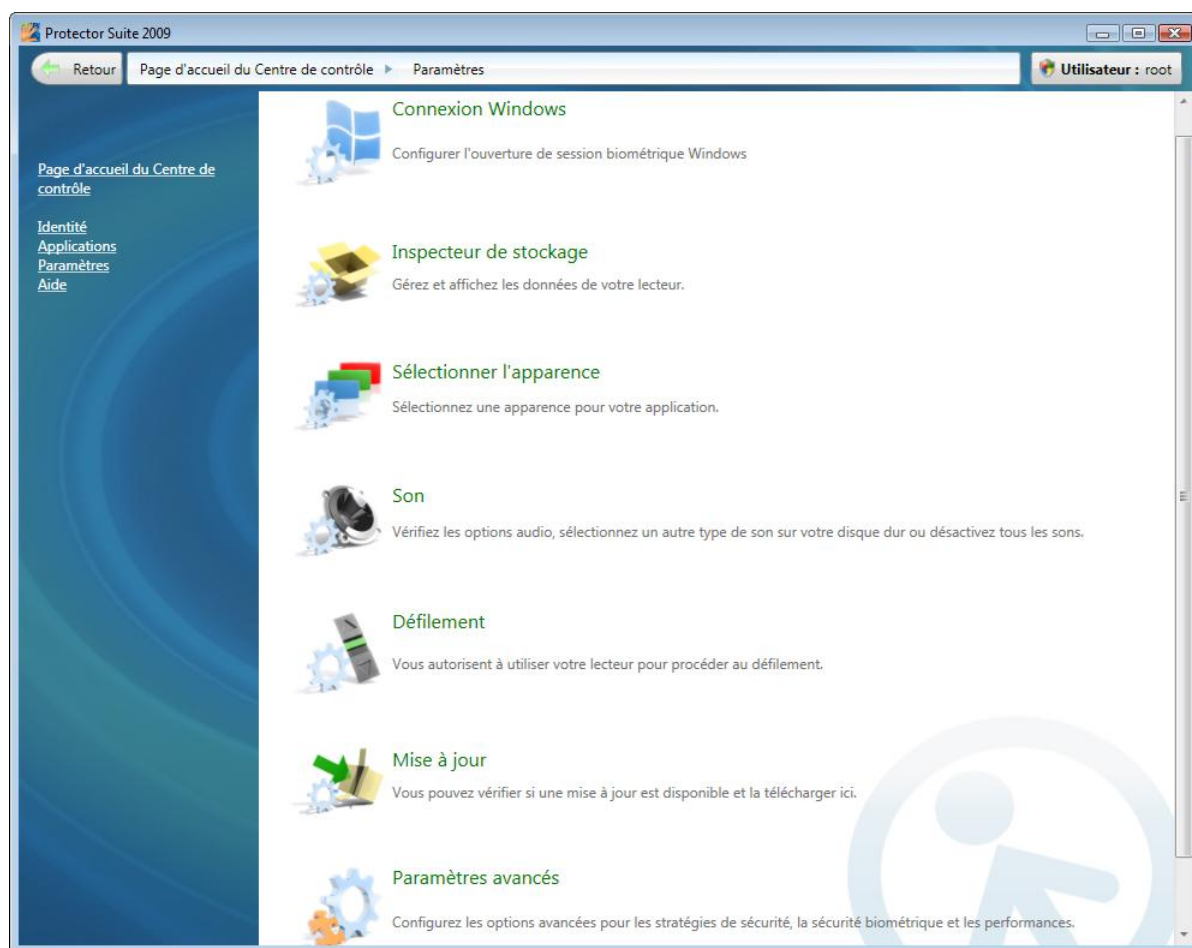 Protector Suite 2009
Retour
Page d'accueil du Centre de contrôle
Paramètres
Utilisateur : root
Page d'accueil du Centre de
contrôle
Identité
Applications
Paramètres
Aide
Connexion Windows
Configurer l'ouverture de session biométrique Windows
Inspecteur de stockage
Gérez et affichez les données de votre lecteur.
Sélectionner l'apparence
Sélectionnez une apparence pour votre application.
Son
Vérifiez les options audio, sélectionnez un autre type de son sur votre disque dur ou désactivez tous les sons.
Défilement
Vous autorisent à utiliser votre lecteur pour procéder au défilement.
Mise à jour
Vous pouvez vérifier si une mise à jour est disponible et la télécharger ici.
Paramètres avancés
Configurez les options avancées pour les stratégies de sécurité, la sécurité biométrique et les performances.